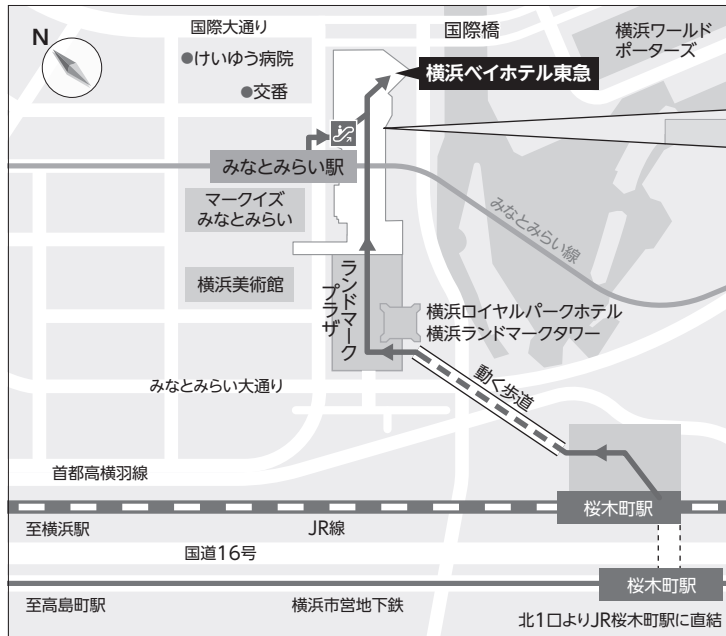 国際大通り
国際橋
横浜ワールド
ポーターズ
N
●けいゆう病院
●交番
横浜ベイホテル東急
みなとみらい駅
マークイズ
みなとみらい
みなとみらい線
横浜美術館
ランドマーク
プラザ
横浜ロイヤルパークホテル
横浜ランドマークタワー
みなとみらい大通り
動く歩道
首都高横羽線
桜木町駅
至横浜駅
JR線
国道16号
桜木町駅
至高島町駅
横浜市営地下鉄
北1口よりJR桜木町駅に直結